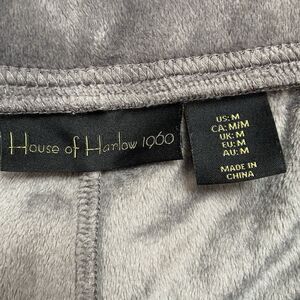 House of Harlow 1960
US: M
CA: M/M
UK: M
EU: M
AU: M
MADE IN
CHINA